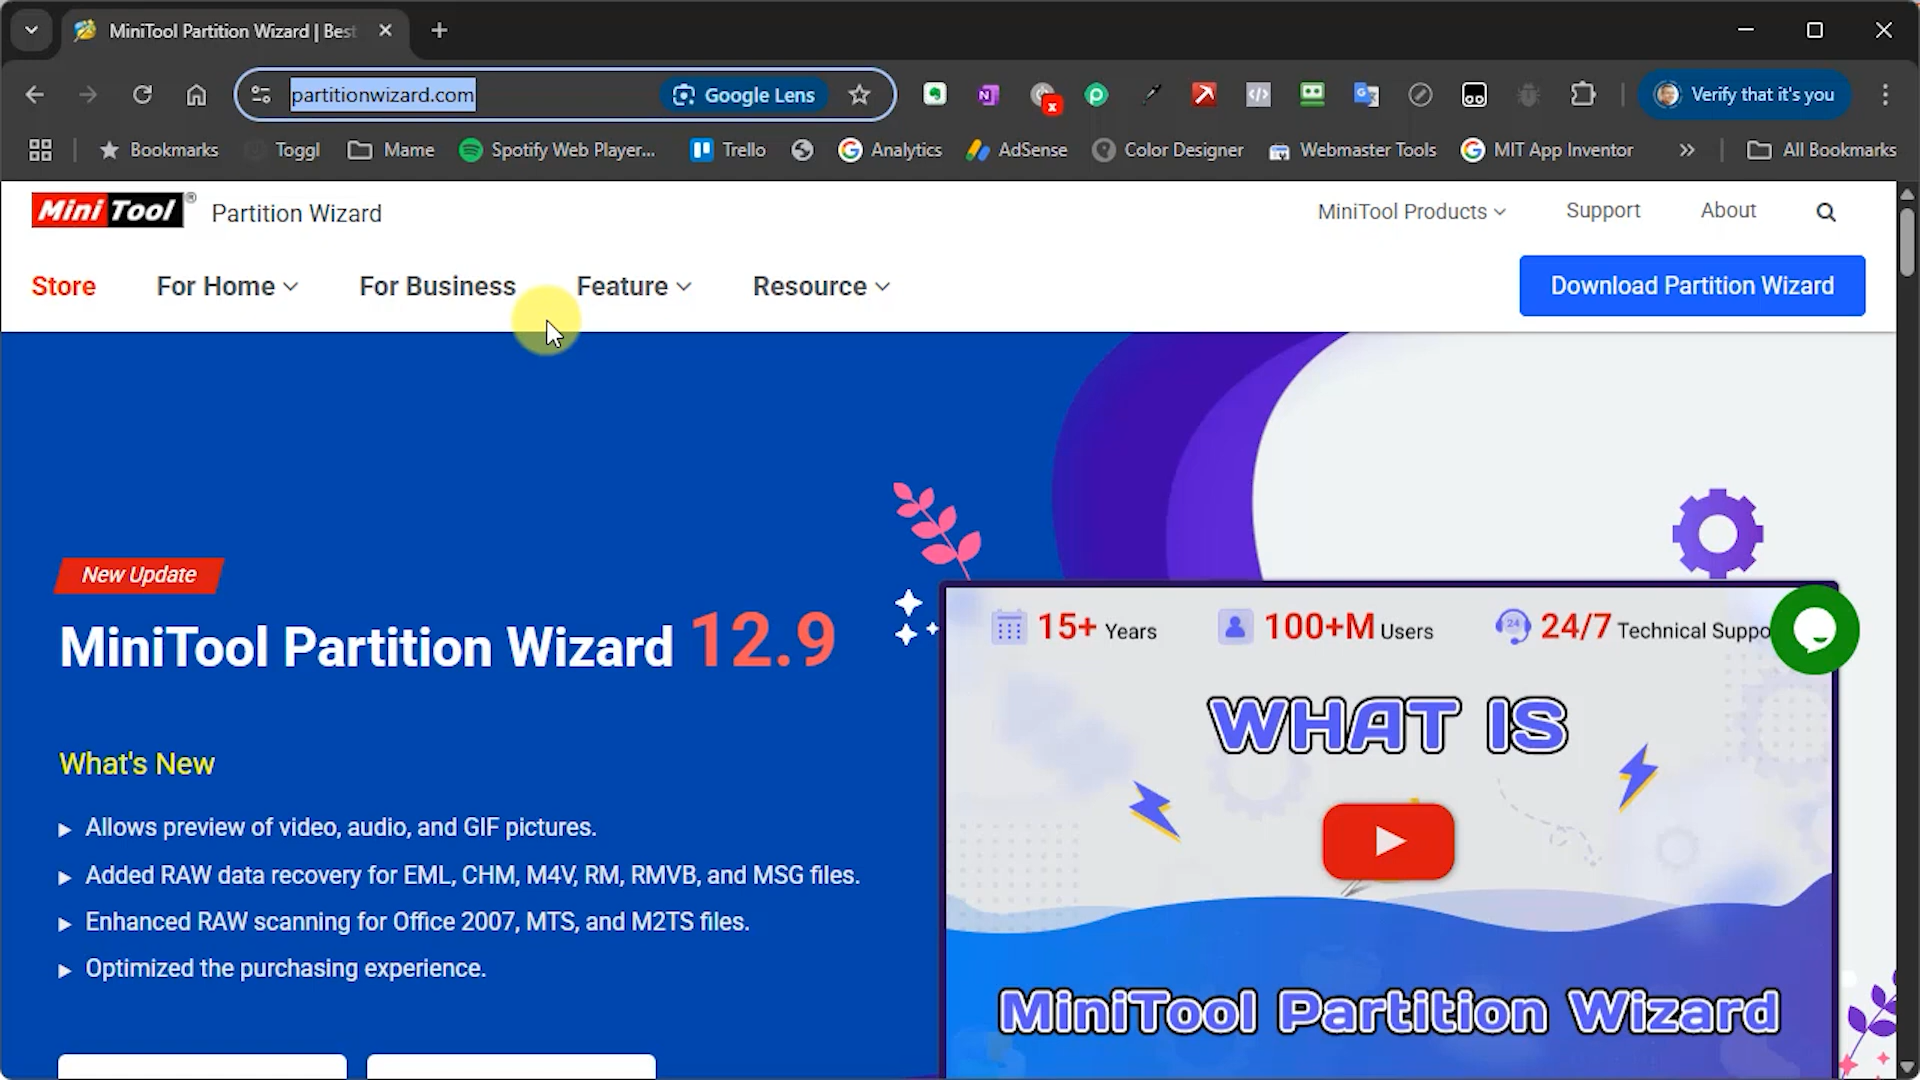 MiniTool Partition Wizard | Best
partitionwizard.com
Google Lens
Verify that it's you
Bookmarks
Toggl
Mame
Spotify Web Player...
Trello
Analytics
AdSense
Color Designer
Webmaster Tools
MIT App Inventor
All Bookmarks
Mini Tool® Partition Wizard
MiniTool Products
Support
About
Store
For Home
For Business
Feature
Resource
Download Partition Wizard
New Update
MiniTool Partition Wizard 12.9
What's New
Allows preview of video, audio, and GIF pictures.
Added RAW data recovery for EML, CHM, M4V, RM, RMVB, and MSG files.
Enhanced RAW scanning for Office 2007, MTS, and M2TS files.
Optimized the purchasing experience.
15+ Years
100+M Users
24/7 Technical Suppo
WHAT IS
MiniTool Partition Wizard